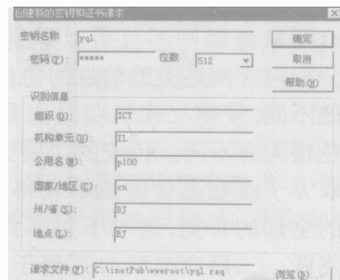 创建新的密钥和证书请求
密钥名称 yql 确定
密码(P): ***** 位数 512 取消
帮助(H)
识别信息
组织(O): ICT
机构单元(U): IL
公用名(M): p100
国家/地区(C): cn
州/省(S): BJ
地点(L): BJ
请求文件(F): C:\inetPub\wwwroot\yql.req 浏览(B)...